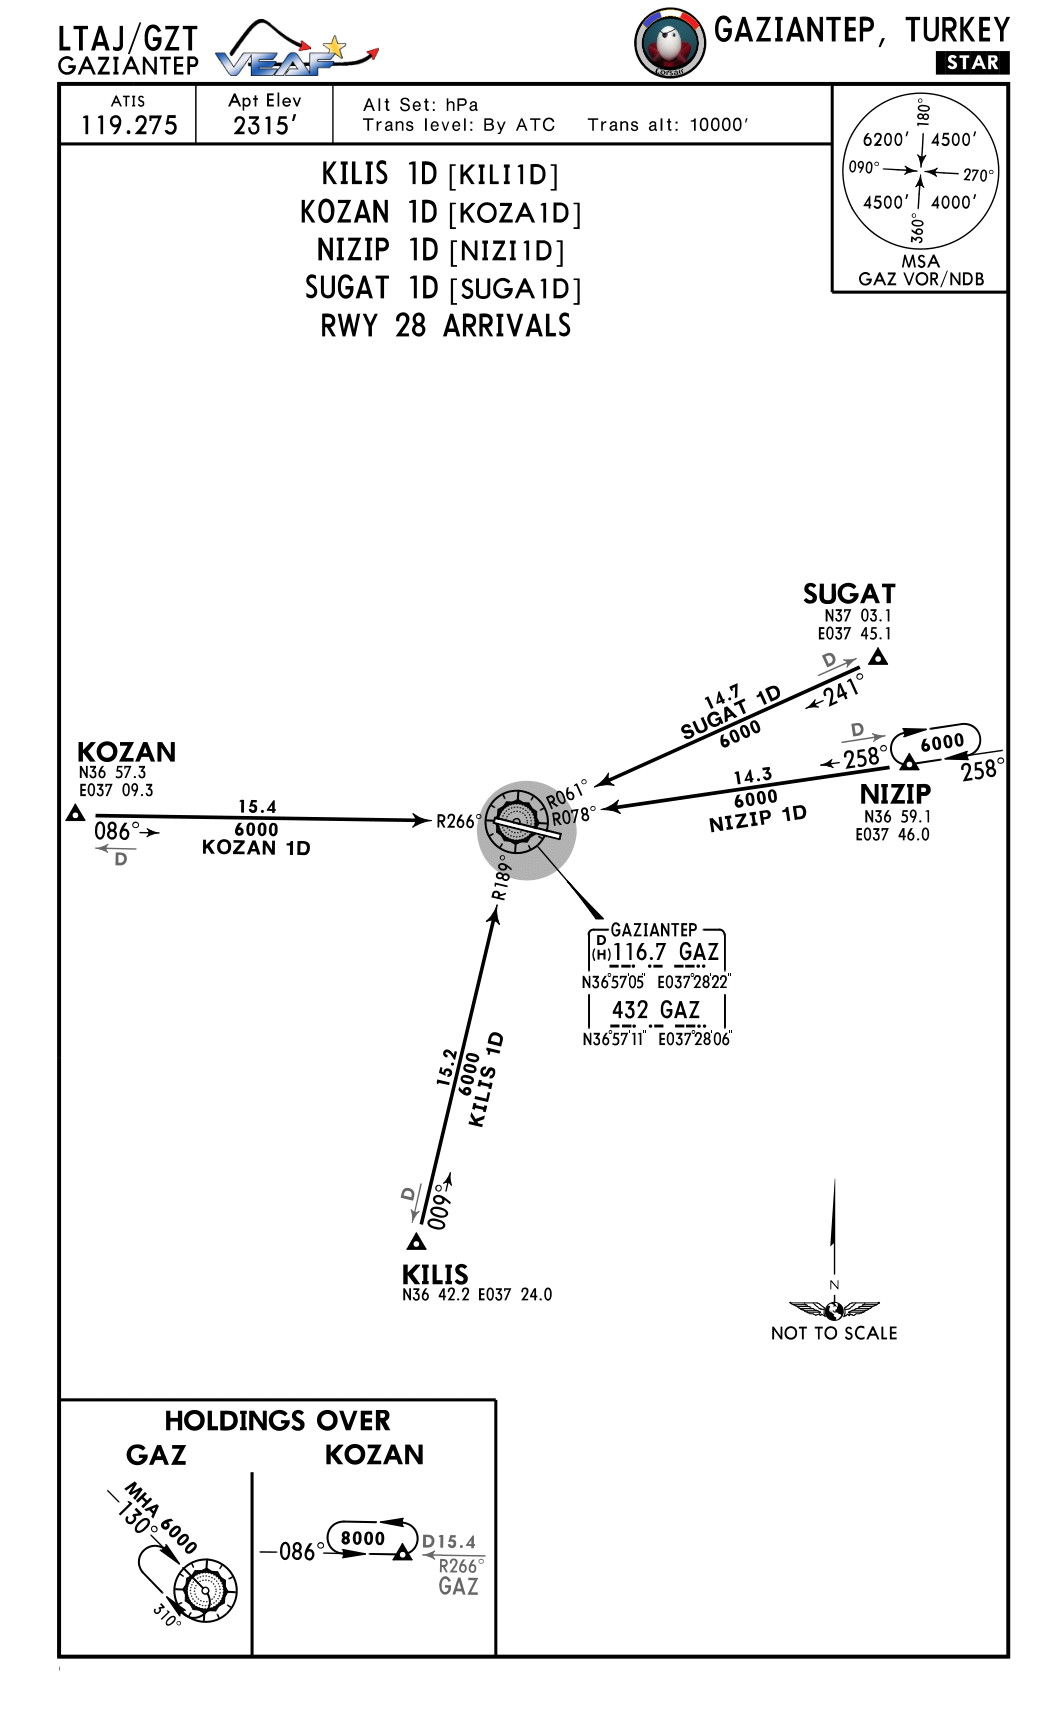 LTAJ/GZT
GAZIANTEP
VEAF
Corsair
GAZIANTEP, TURKEY
STAR
ATIS
119.275
Apt Elev
2315'
Alt Set: hPa
Trans level: By ATC Trans alt: 10000'
180°
6200' 4500'
090° 270°
4500' 4000'
360°
MSA
GAZ VOR/NDB
KILIS 1D [KILI1D]
KOZAN 1D [KOZA1D]
NIZIP 1D [NIZI1D]
SUGAT 1D [SUGA1D]
RWY 28 ARRIVALS
SUGAT
N37 03.1
E037 45.1
D
241°
14.7
SUGAT 1D
6000
R061°
D
258°
6000
258°
NIZIP
N36 59.1
E037 46.0
14.3
6000
NIZIP 1D
R078°
KOZAN
N36 57.3
E037 09.3
086°
D
15.4
6000
KOZAN 1D
R266°
R189°
GAZIANTEP
D
(H) 116.7 GAZ
N36°57'05" E037°28'22"
432 GAZ
N36°57'11" E037°28'06"
15.2
6000
KILIS 1D
D
009°
KILIS
N36 42.2 E037 24.0
N
NOT TO SCALE
HOLDINGS OVER
GAZ
MHA 6000
130°
310°
KOZAN
086°
8000
D15.4
R266°
GAZ